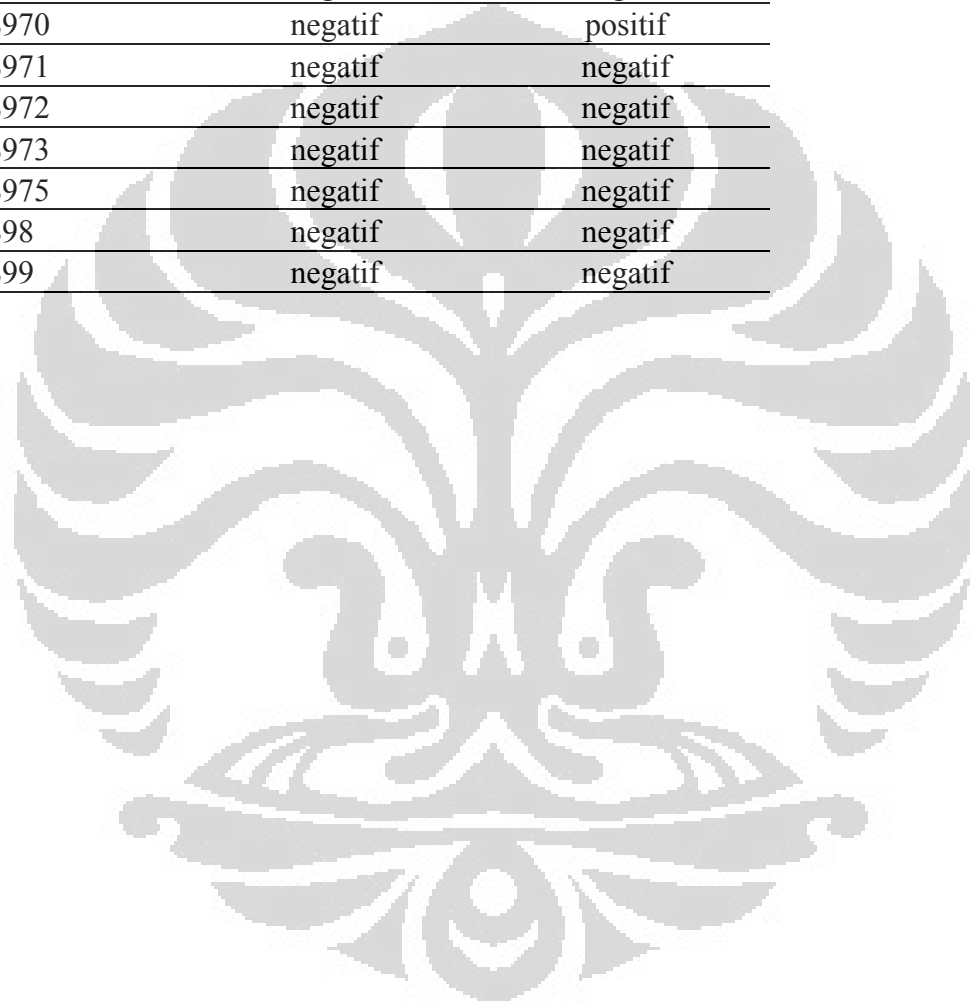 970 negatif positif
971 negatif negatif
972 negatif negatif
973 negatif negatif
975 negatif negatif
98 negatif negatif
99 negatif negatif